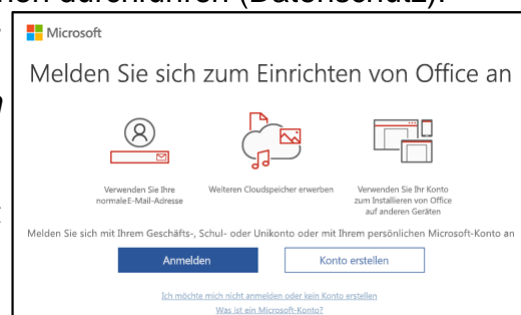 durchführen (Datenschutz).
Microsoft
Melden Sie sich zum Einrichten von Office an
Verwenden Sie Ihre
normaleE-Mail-Adresse
Weiteren Cloudspeicher erwerben
Verwenden Sie Ihr Konto
zum Installieren von Office
auf anderen Geräten
Melden Sie sich mit Ihrem Geschäfts-, Schul- oder Unikonto oder mit Ihrem persönlichen Microsoft-Konto an
Anmelden
Konto erstellen
Ich möchte mich nicht anmelden oder kein Konto erstellen
Was ist ein Microsoft-Konto?